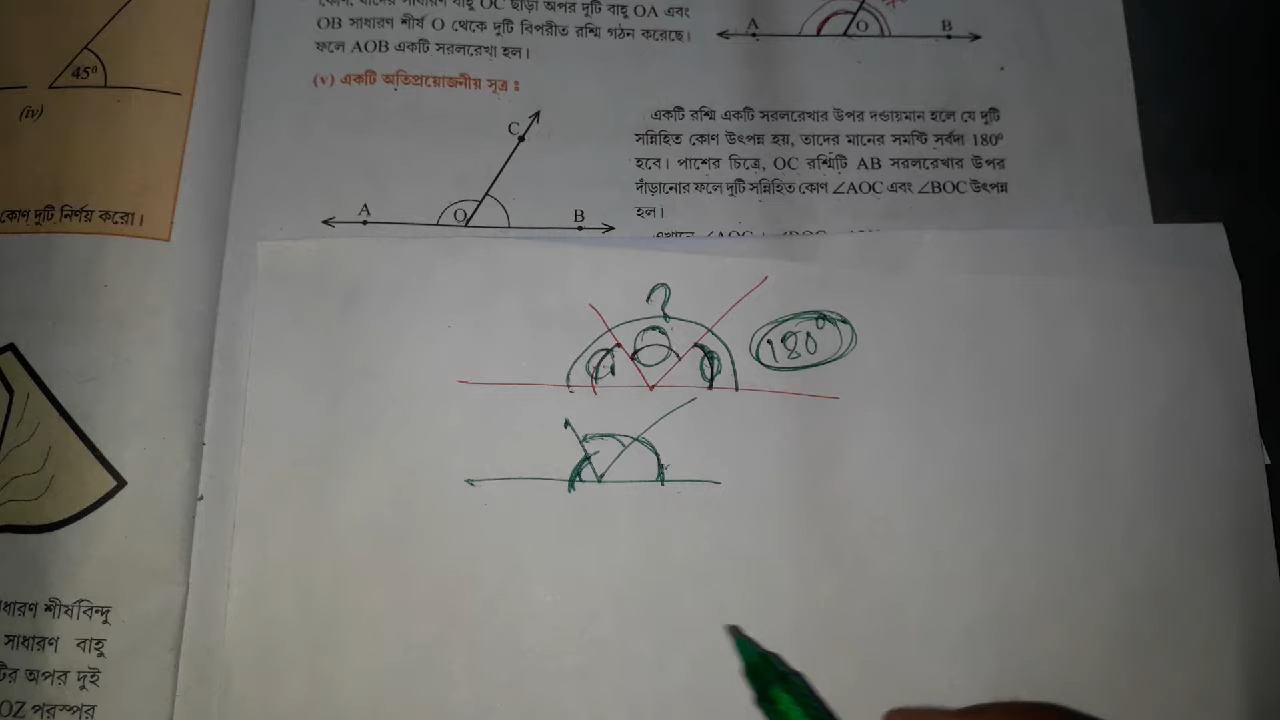 OB সাধারণ শীর্ষ O থেকে দুটি বিপরীত রশ্মি গঠন করেছে।
ফলে AOB একটি সরলরেখা হল।
A O B
45°
(iv)
কোণ দুটি নির্ণয় করো।
(v) একটি অতিপ্রয়োজনীয় সূত্র ঃ
C
A O B
একটি রশ্মি একটি সরলরেখার উপর দন্ডায়মান হলে যে দুটি
সন্নিহিত কোণ উৎপন্ন হয়, তাদের মানের সমষ্টি সর্বদা 180°
হবে। পাশের চিত্রে, OC রশ্মিটি AB সরলরেখার উপর
দাঁড়ানোর ফলে দুটি সন্নিহিত কোণ ∠AOC এবং ∠BOC উৎপন্ন
হল।
?
180°
শীর্ষবিন্দু
সাধারণ বাহু
অপর দুই
OZ পরস্পর